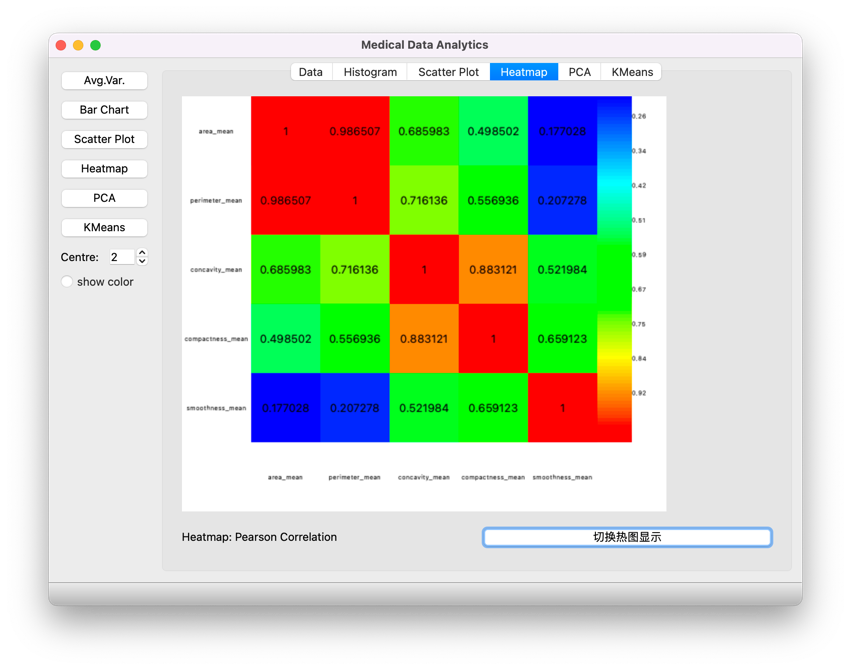 Medical Data Analytics
Avg.Var.
Bar Chart
Scatter Plot
Heatmap
PCA
KMeans
Centre: 2
show color
Data Histogram Scatter Plot Heatmap PCA KMeans
area_mean 1 0.986507 0.685983 0.498502 0.177028
perimeter_mean 0.986507 1 0.716136 0.556936 0.207278
concavity_mean 0.685983 0.716136 1 0.883121 0.521984
compactness_mean 0.498502 0.556936 0.883121 1 0.659123
smoothness_mean 0.177028 0.207278 0.521984 0.659123 1
area_mean perimeter_mean concavity_mean compactness_mean smoothness_mean
0.26
0.34
0.42
0.51
0.59
0.67
0.75
0.84
0.92
Heatmap: Pearson Correlation
切换热图显示